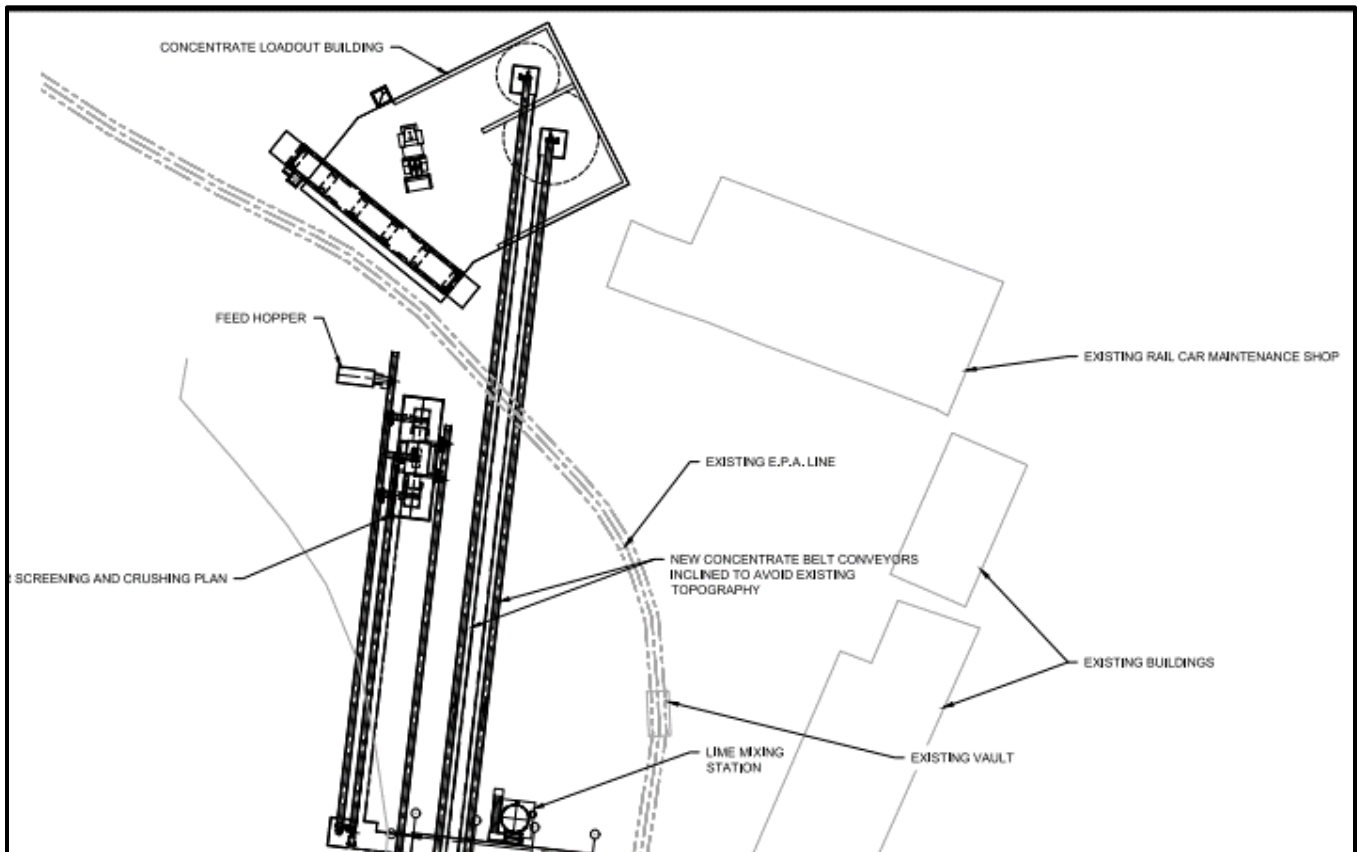 CONCENTRATE LOADOUT BUILDING
FEED HOPPER
EXISTING RAIL CAR MAINTENANCE SHOP
EXISTING E.P.A. LINE
NEW CONCENTRATE BELT CONVEYORS
INCLINED TO AVOID EXISTING
TOPOGRAPHY
SCREENING AND CRUSHING PLAN
EXISTING BUILDINGS
LIME MIXING
STATION
EXISTING VAULT